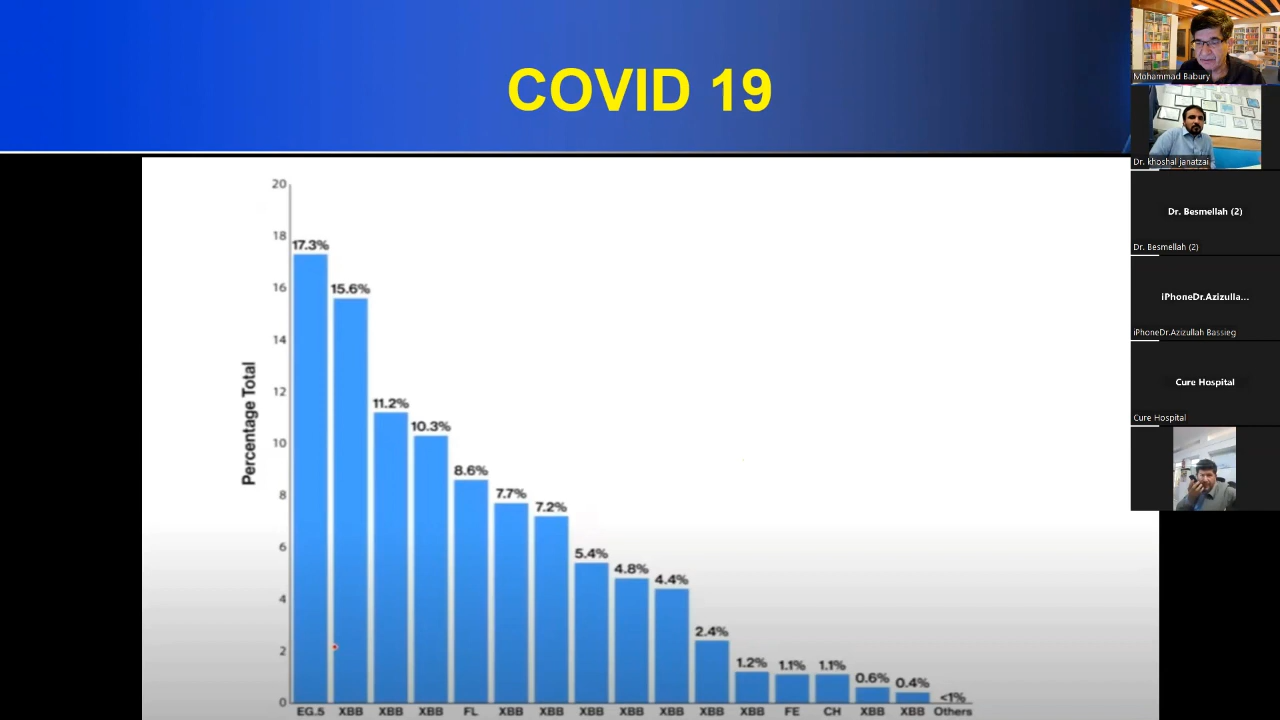 COVID 19
Percentage Total
20
18
16
14
12
10
8
6
4
2
0
17.3%
15.6%
11.2%
10.3%
8.6%
7.7%
7.2%
5.4%
4.8%
4.4%
2.4%
1.2%
1.1%
1.1%
0.6%
0.4%
<1%
EG.5 XBB XBB XBB FL XBB XBB XBB XBB XBB XBB XBB FE CH XBB XBB Others
Mohammad Babury
Dr. khoshal janatzai
Dr. Besmellah (2)
Dr. Besmellah (2)
iPhoneDr.Azizulla...
iPhoneDr.Azizullah Bassieg
Cure Hospital
Cure Hospital